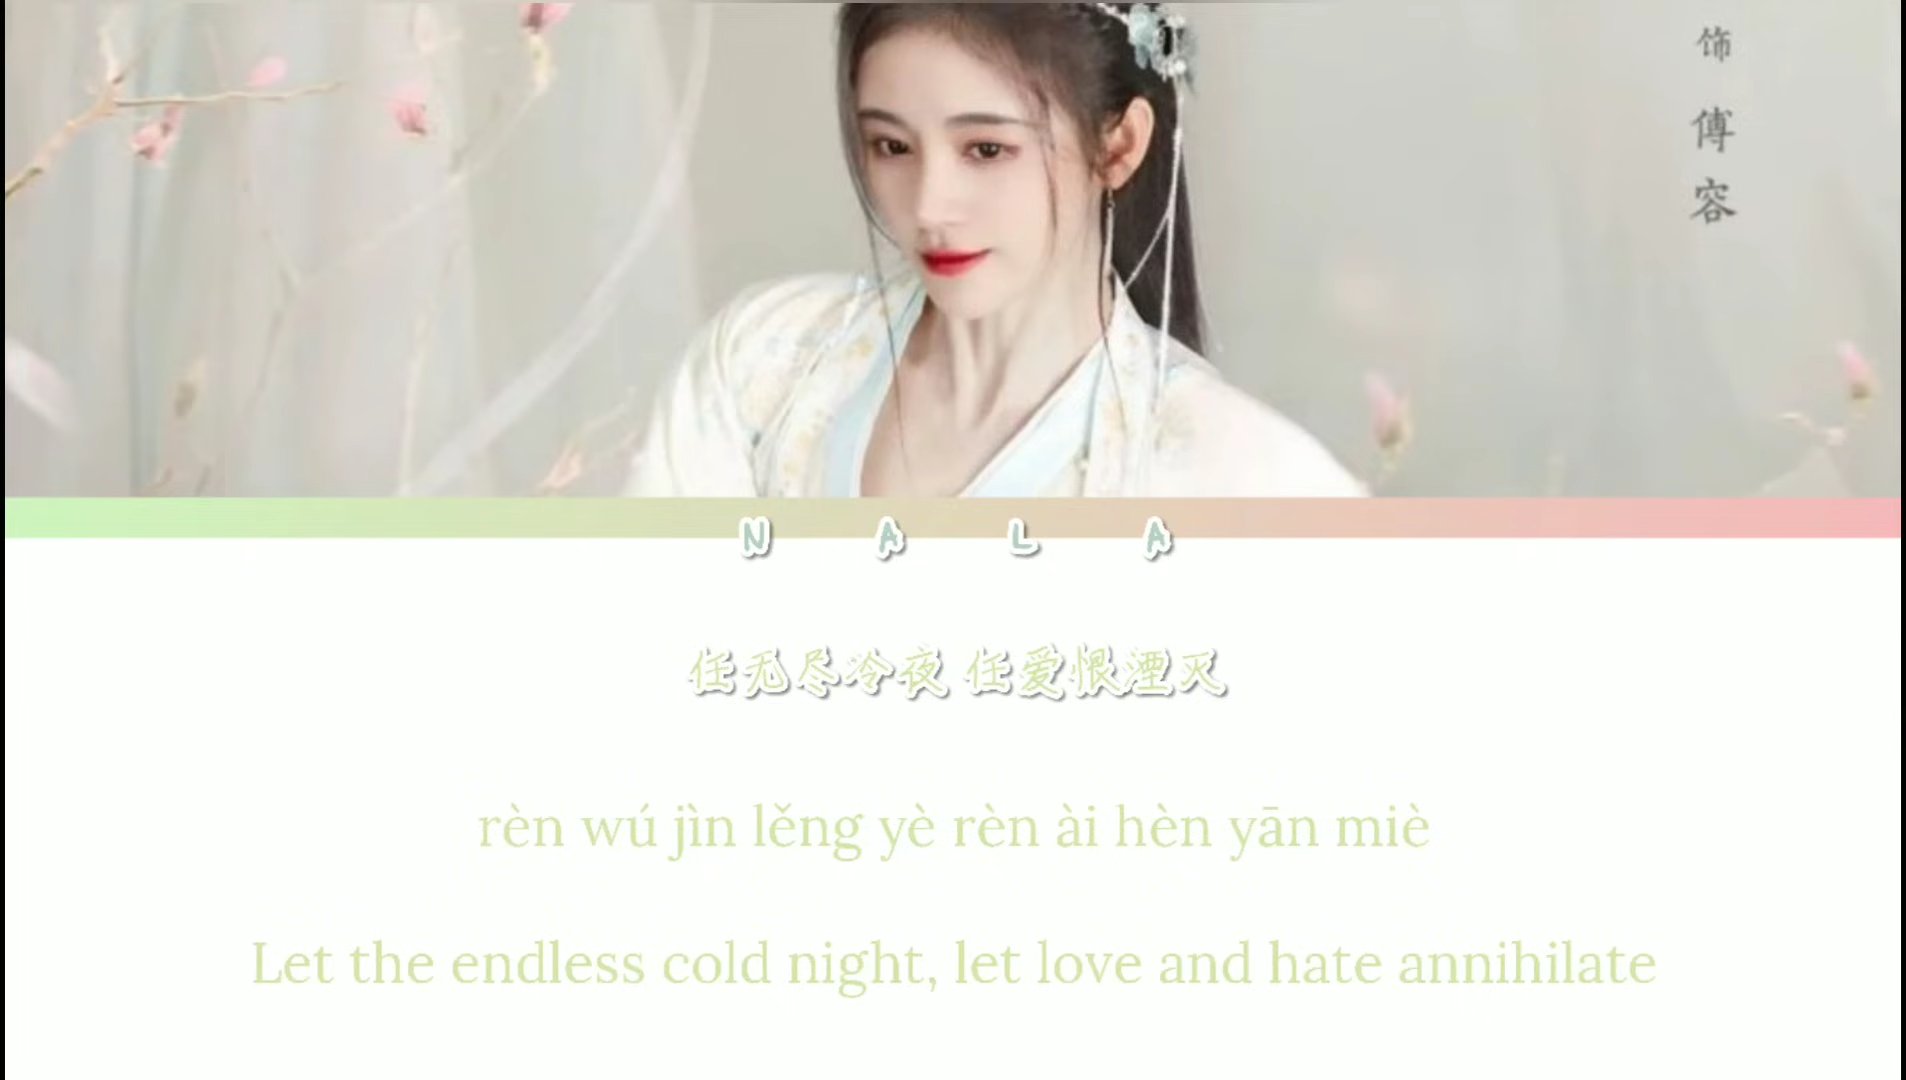 饰
傅容
N A L A
任无尽冷夜 任爱恨湮灭
rèn wú jìn lěng yè rèn ài hèn yān miè
Let the endless cold night, let love and hate annihilate